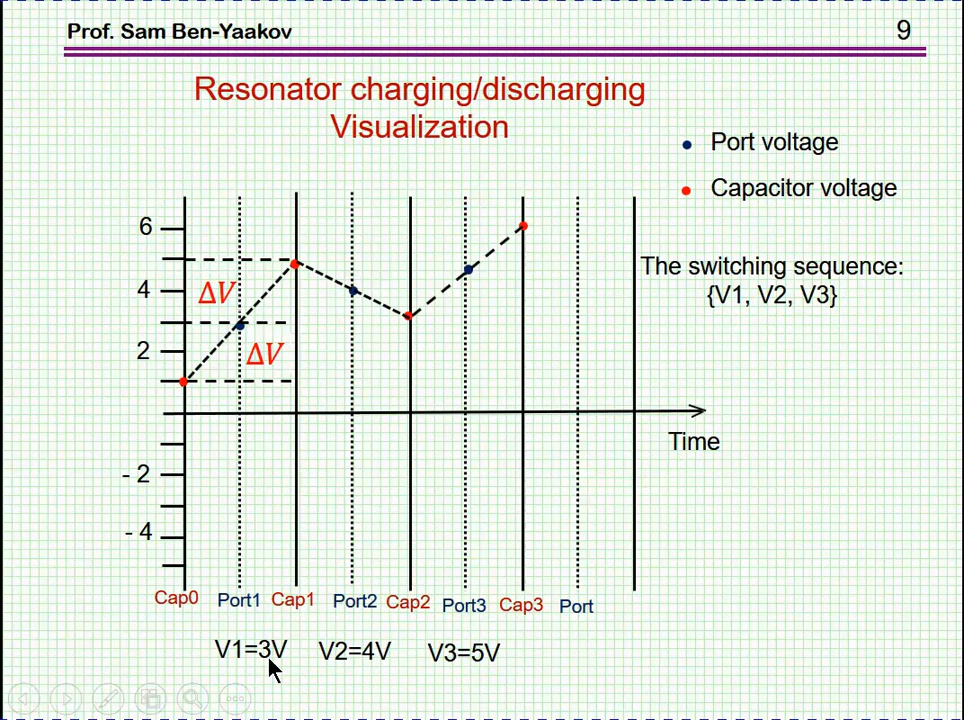 Prof. Sam Ben-Yaakov
9
Resonator charging/discharging
Visualization
Port voltage
Capacitor voltage
The switching sequence:
{V1, V2, V3}
6
4
2
- 2
- 4
ΔV
ΔV
Time
Cap0 Port1 Cap1 Port2 Cap2 Port3 Cap3 Port
V1=3V V2=4V V3=5V